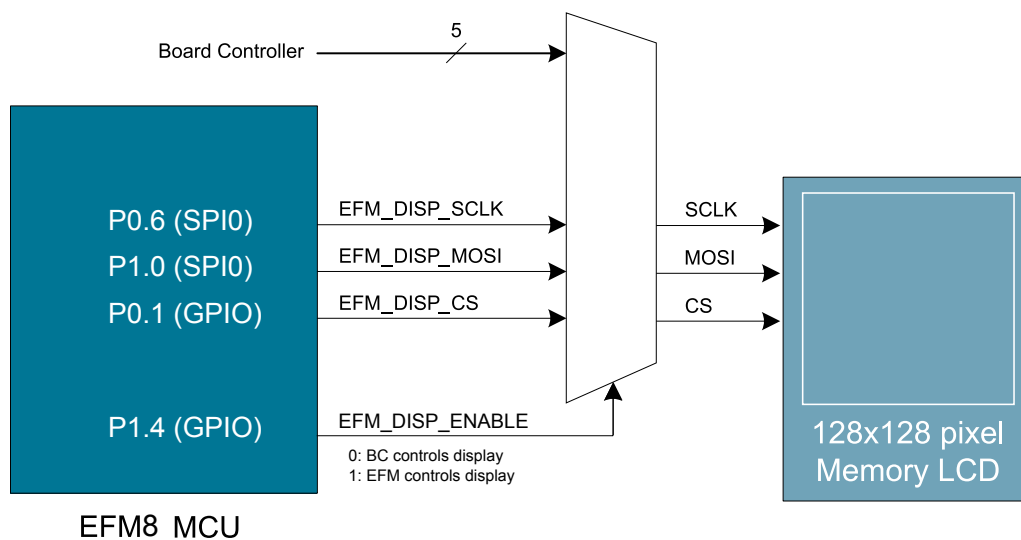 5
Board Controller
P0.6 (SPI0)
EFM_DISP_SCLK
SCLK
P1.0 (SPI0)
EFM_DISP_MOSI
MOSI
P0.1 (GPIO)
EFM_DISP_CS
CS
P1.4 (GPIO)
EFM_DISP_ENABLE
0: BC controls display
1: EFM controls display
128x128 pixel
Memory LCD
EFM8 MCU